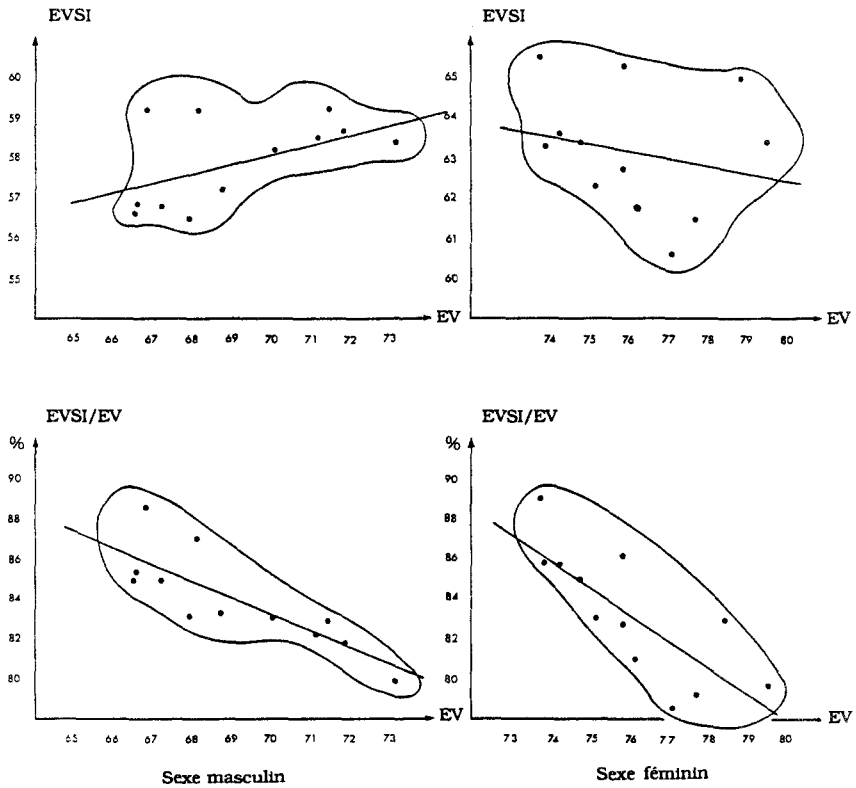 EVSI
60
59
58
57
56
55
EV
65 66 67 68 69 70 71 72 73
EVSI
65
64
63
62
61
60
EV
74 75 76 77 78 79 80
EVSI/EV
%
90
88
86
84
82
80
EV
65 66 67 68 69 70 71 72 73
Sexe masculin
EVSI/EV
%
90
88
86
84
82
80
EV
73 74 75 76 77 78 79 80
Sexe féminin